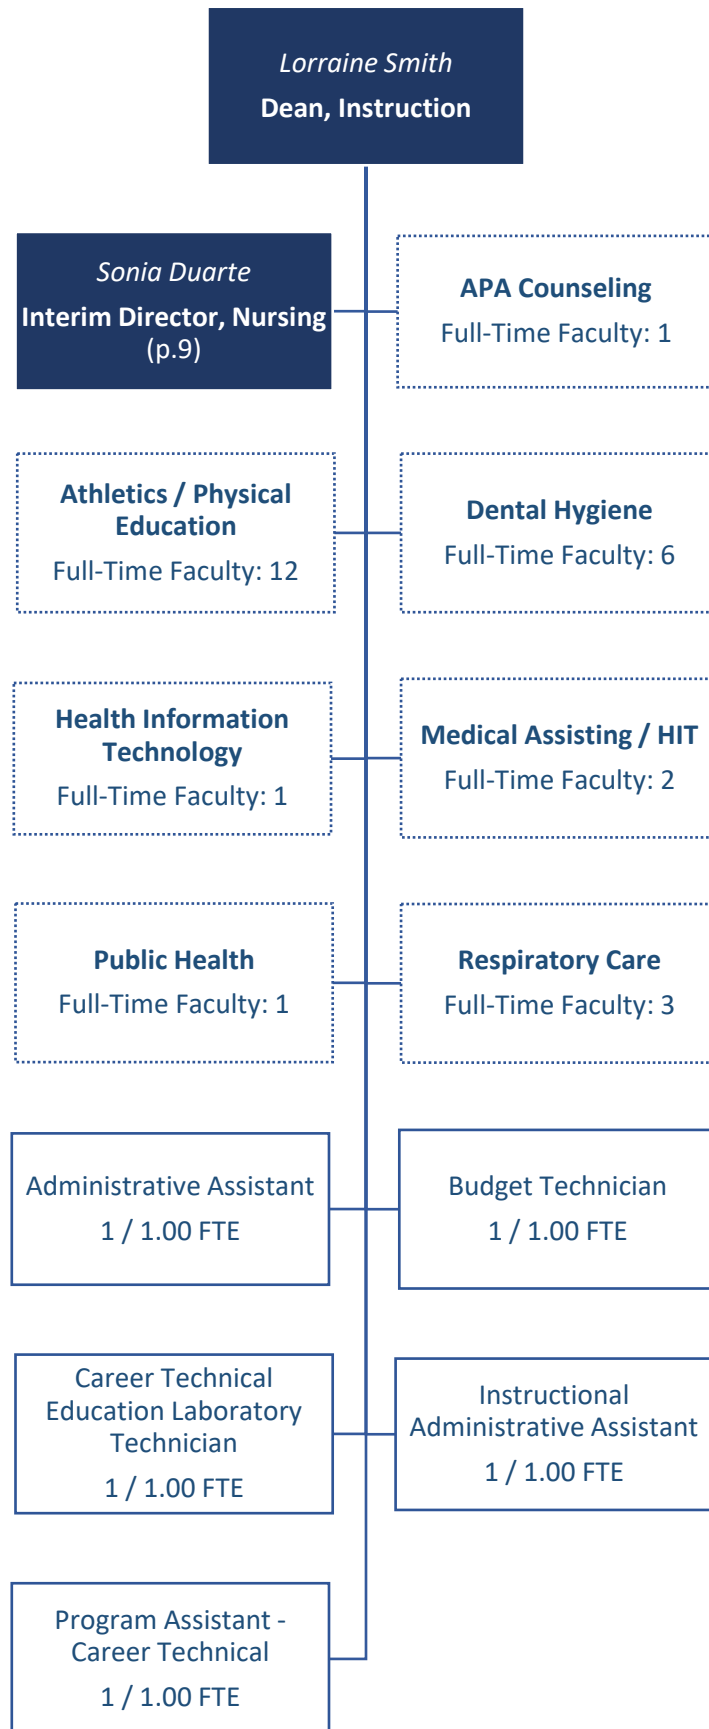 Lorraine Smith
Dean, Instruction
Sonia Duarte
Interim Director, Nursing
(p.9)
APA Counseling
Full-Time Faculty: 1
Athletics / Physical
Education
Full-Time Faculty: 12
Dental Hygiene
Full-Time Faculty: 6
Health Information
Technology
Full-Time Faculty: 1
Medical Assisting / HIT
Full-Time Faculty: 2
Public Health
Full-Time Faculty: 1
Respiratory Care
Full-Time Faculty: 3
Administrative Assistant
1 / 1.00 FTE
Budget Technician
1 / 1.00 FTE
Career Technical
Education Laboratory
Technician
1 / 1.00 FTE
Instructional
Administrative Assistant
1 / 1.00 FTE
Program Assistant -
Career Technical
1 / 1.00 FTE